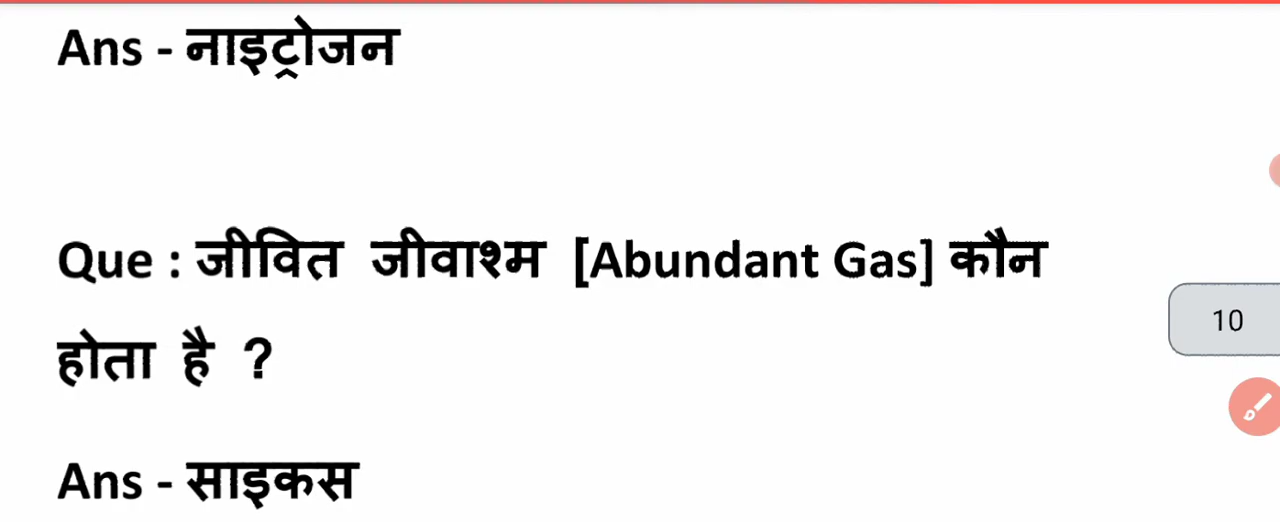 Ans - नाइट्रोजन
Que : जीवित जीवाश्म [Abundant Gas] कौन
10
होता है ?
Ans - साइकस